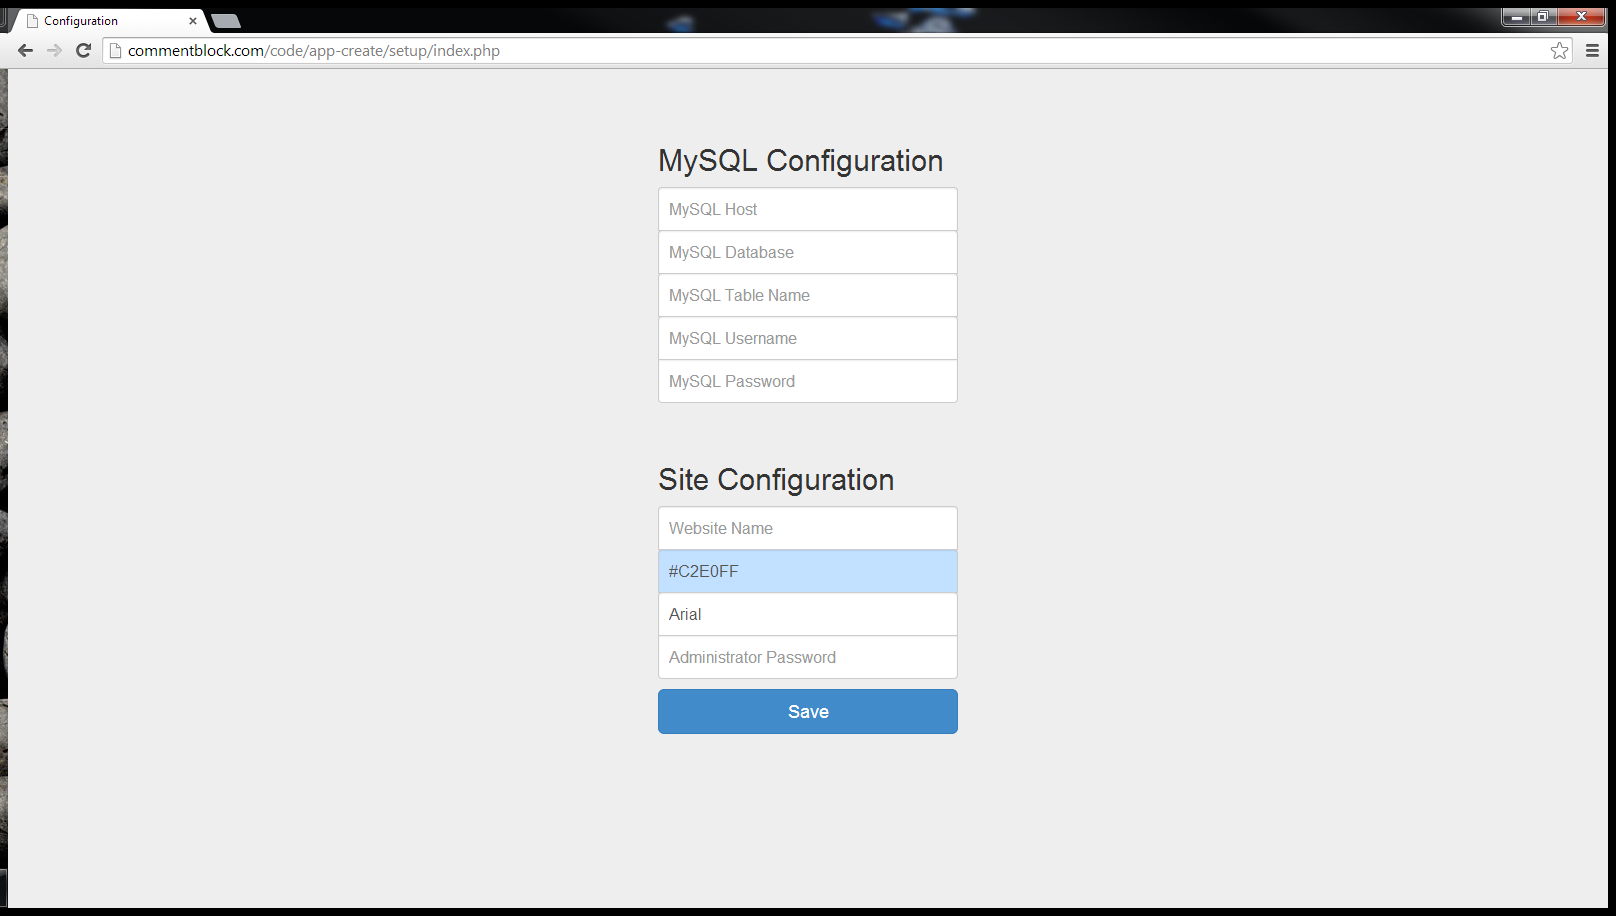 Configuration
commentblock.com/code/app-create/setup/index.php
MySQL Configuration
MySQL Host
MySQL Database
MySQL Table Name
MySQL Username
MySQL Password
Site Configuration
Website Name
#C2E0FF
Arial
Administrator Password
Save